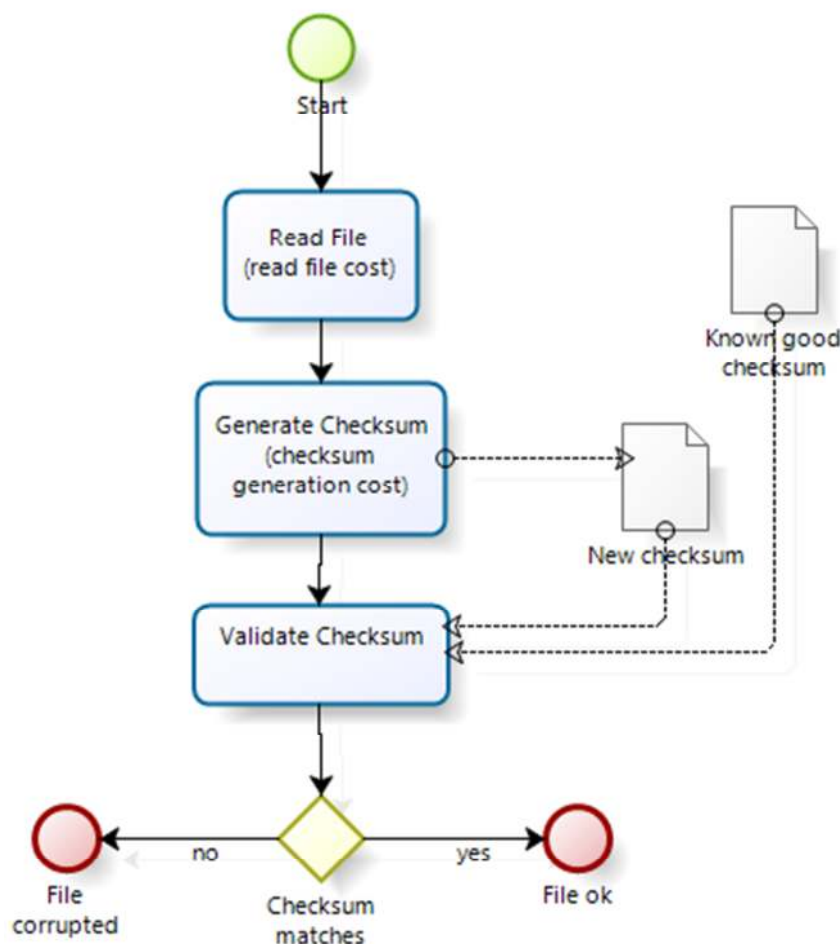 Start
Read File
(read file cost)
Known good
checksum
Generate Checksum
(checksum
generation cost)
New checksum
Validate Checksum
no
yes
File
corrupted
Checksum
matches
File ok